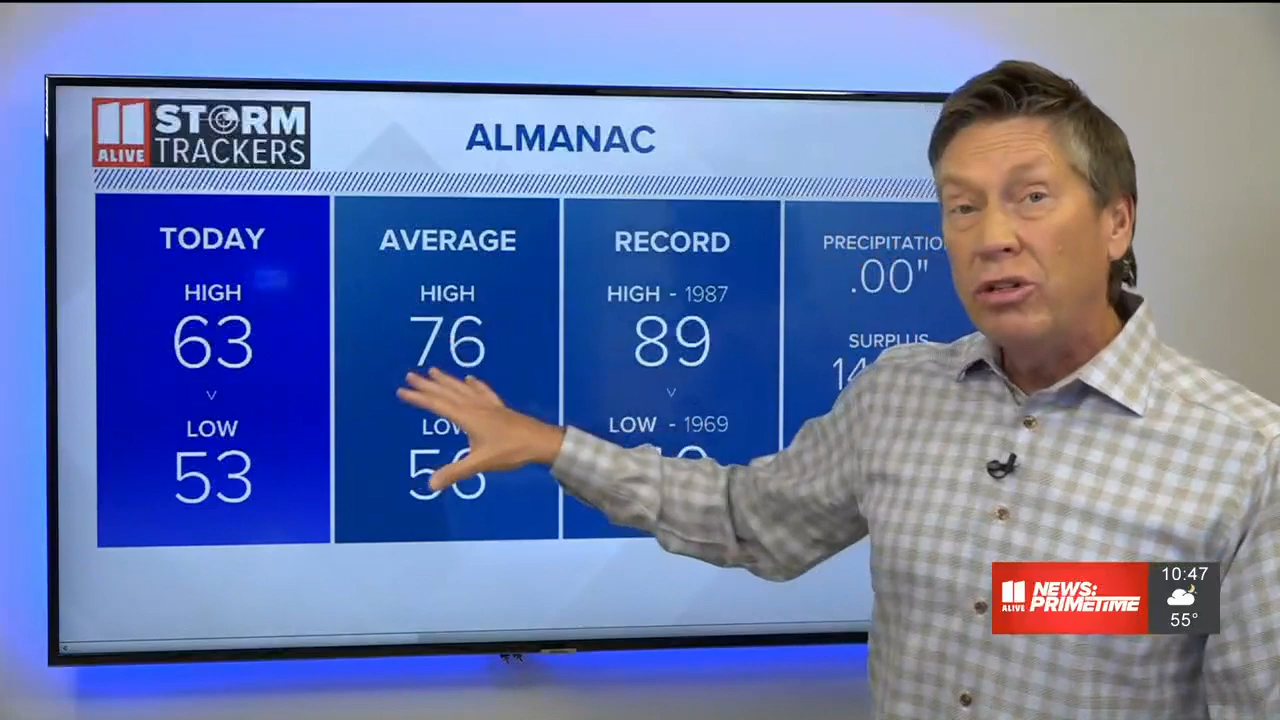 11
ALIVE
STORM
TRACKERS
ALMANAC
TODAY
HIGH
63
LOW
53
AVERAGE
HIGH
76
56
RECORD
HIGH - 1987
89
LOW - 1969
.00"
SURPLUS
11
ALIVE
NEWS:
PRIMETIME
10:47
55°